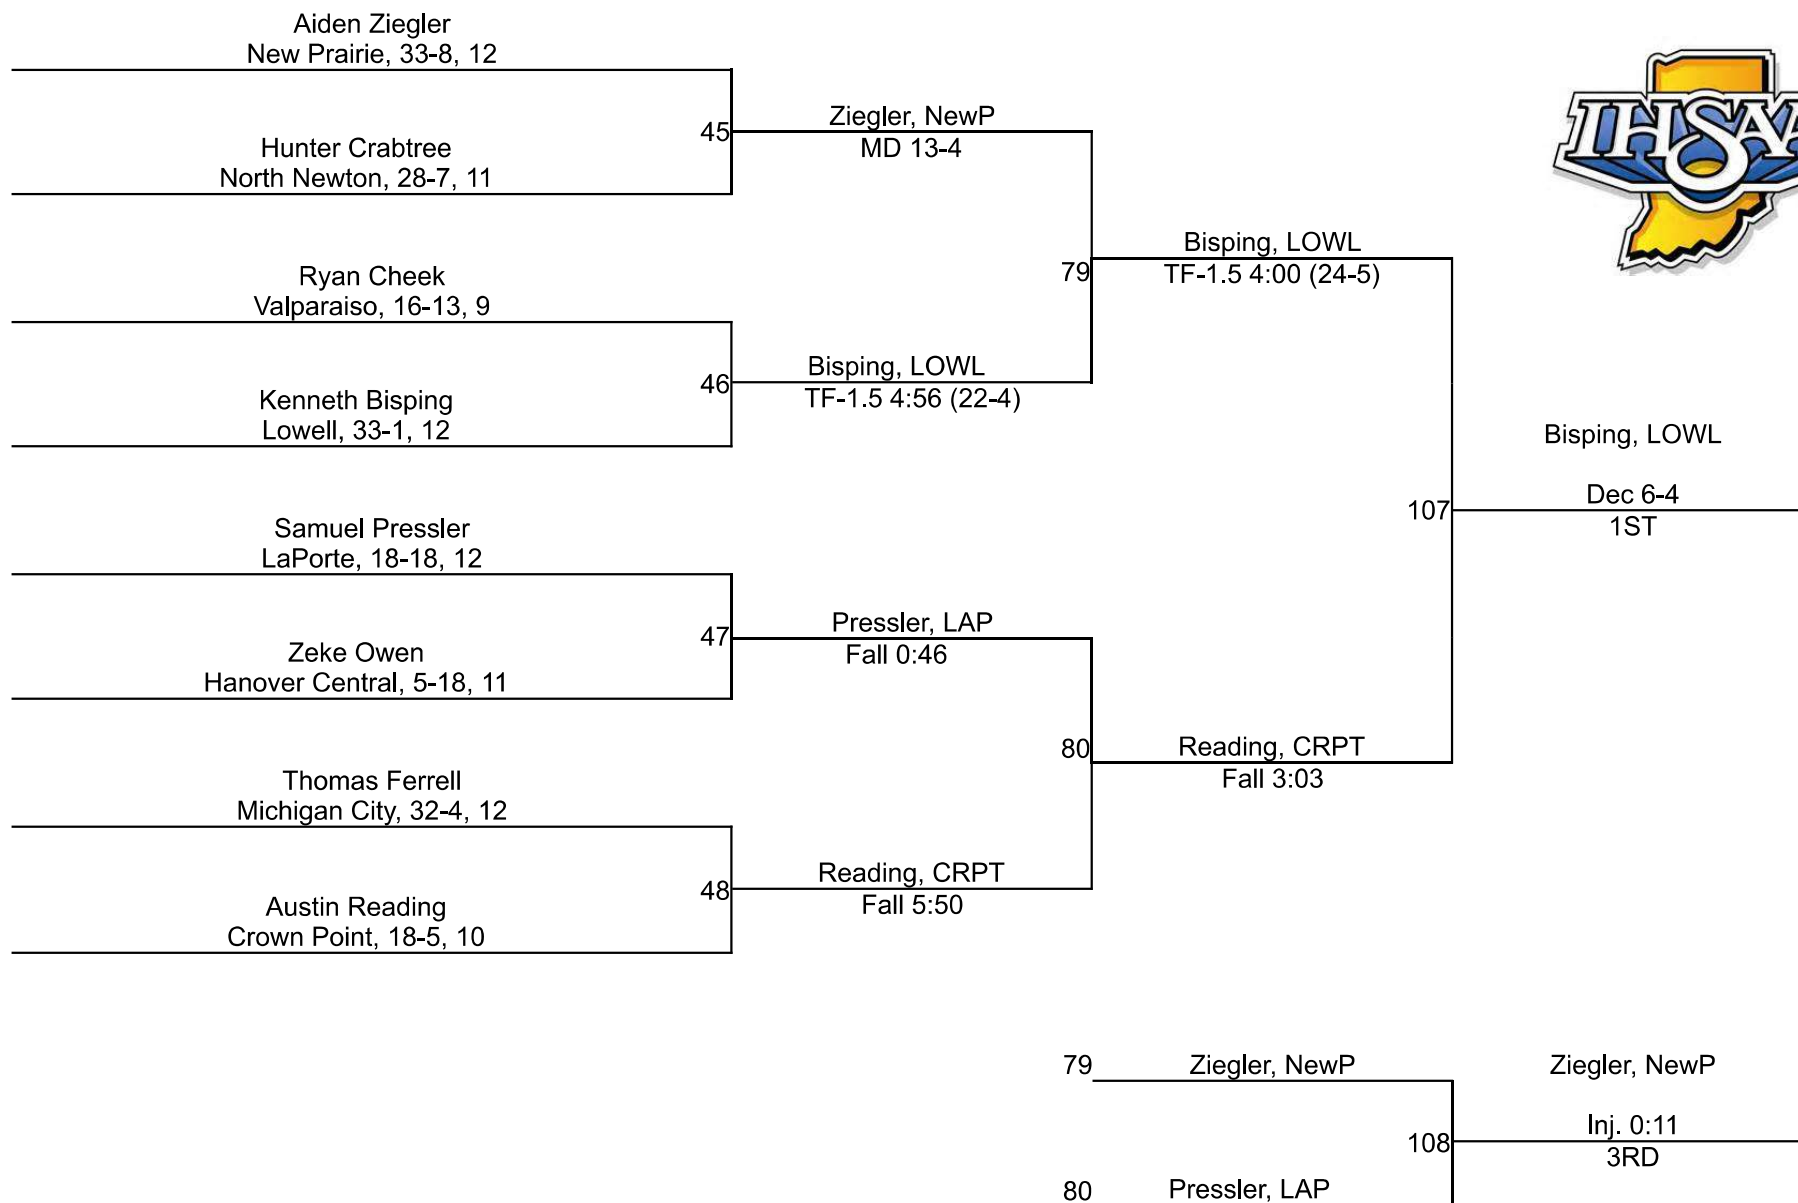 Aiden Ziegler
New Prairie, 33-8, 12
Hunter Crabtree
North Newton, 28-7, 11
45
Ziegler, NewP
MD 13-4
Ryan Cheek
Valparaiso, 16-13, 9
Kenneth Bisping
Lowell, 33-1, 12
46
Bisping, LOWL
TF-1.5 4:56 (22-4)
79
Bisping, LOWL
TF-1.5 4:00 (24-5)
Samuel Pressler
LaPorte, 18-18, 12
Zeke Owen
Hanover Central, 5-18, 11
47
Pressler, LAP
Fall 0:46
Thomas Ferrell
Michigan City, 32-4, 12
Austin Reading
Crown Point, 18-5, 10
48
Reading, CRPT
Fall 5:50
80
Reading, CRPT
Fall 3:03
107
Bisping, LOWL
Dec 6-4
1ST
IHSAA
79
Ziegler, NewP
80
Pressler, LAP
108
Ziegler, NewP
Inj. 0:11
3RD